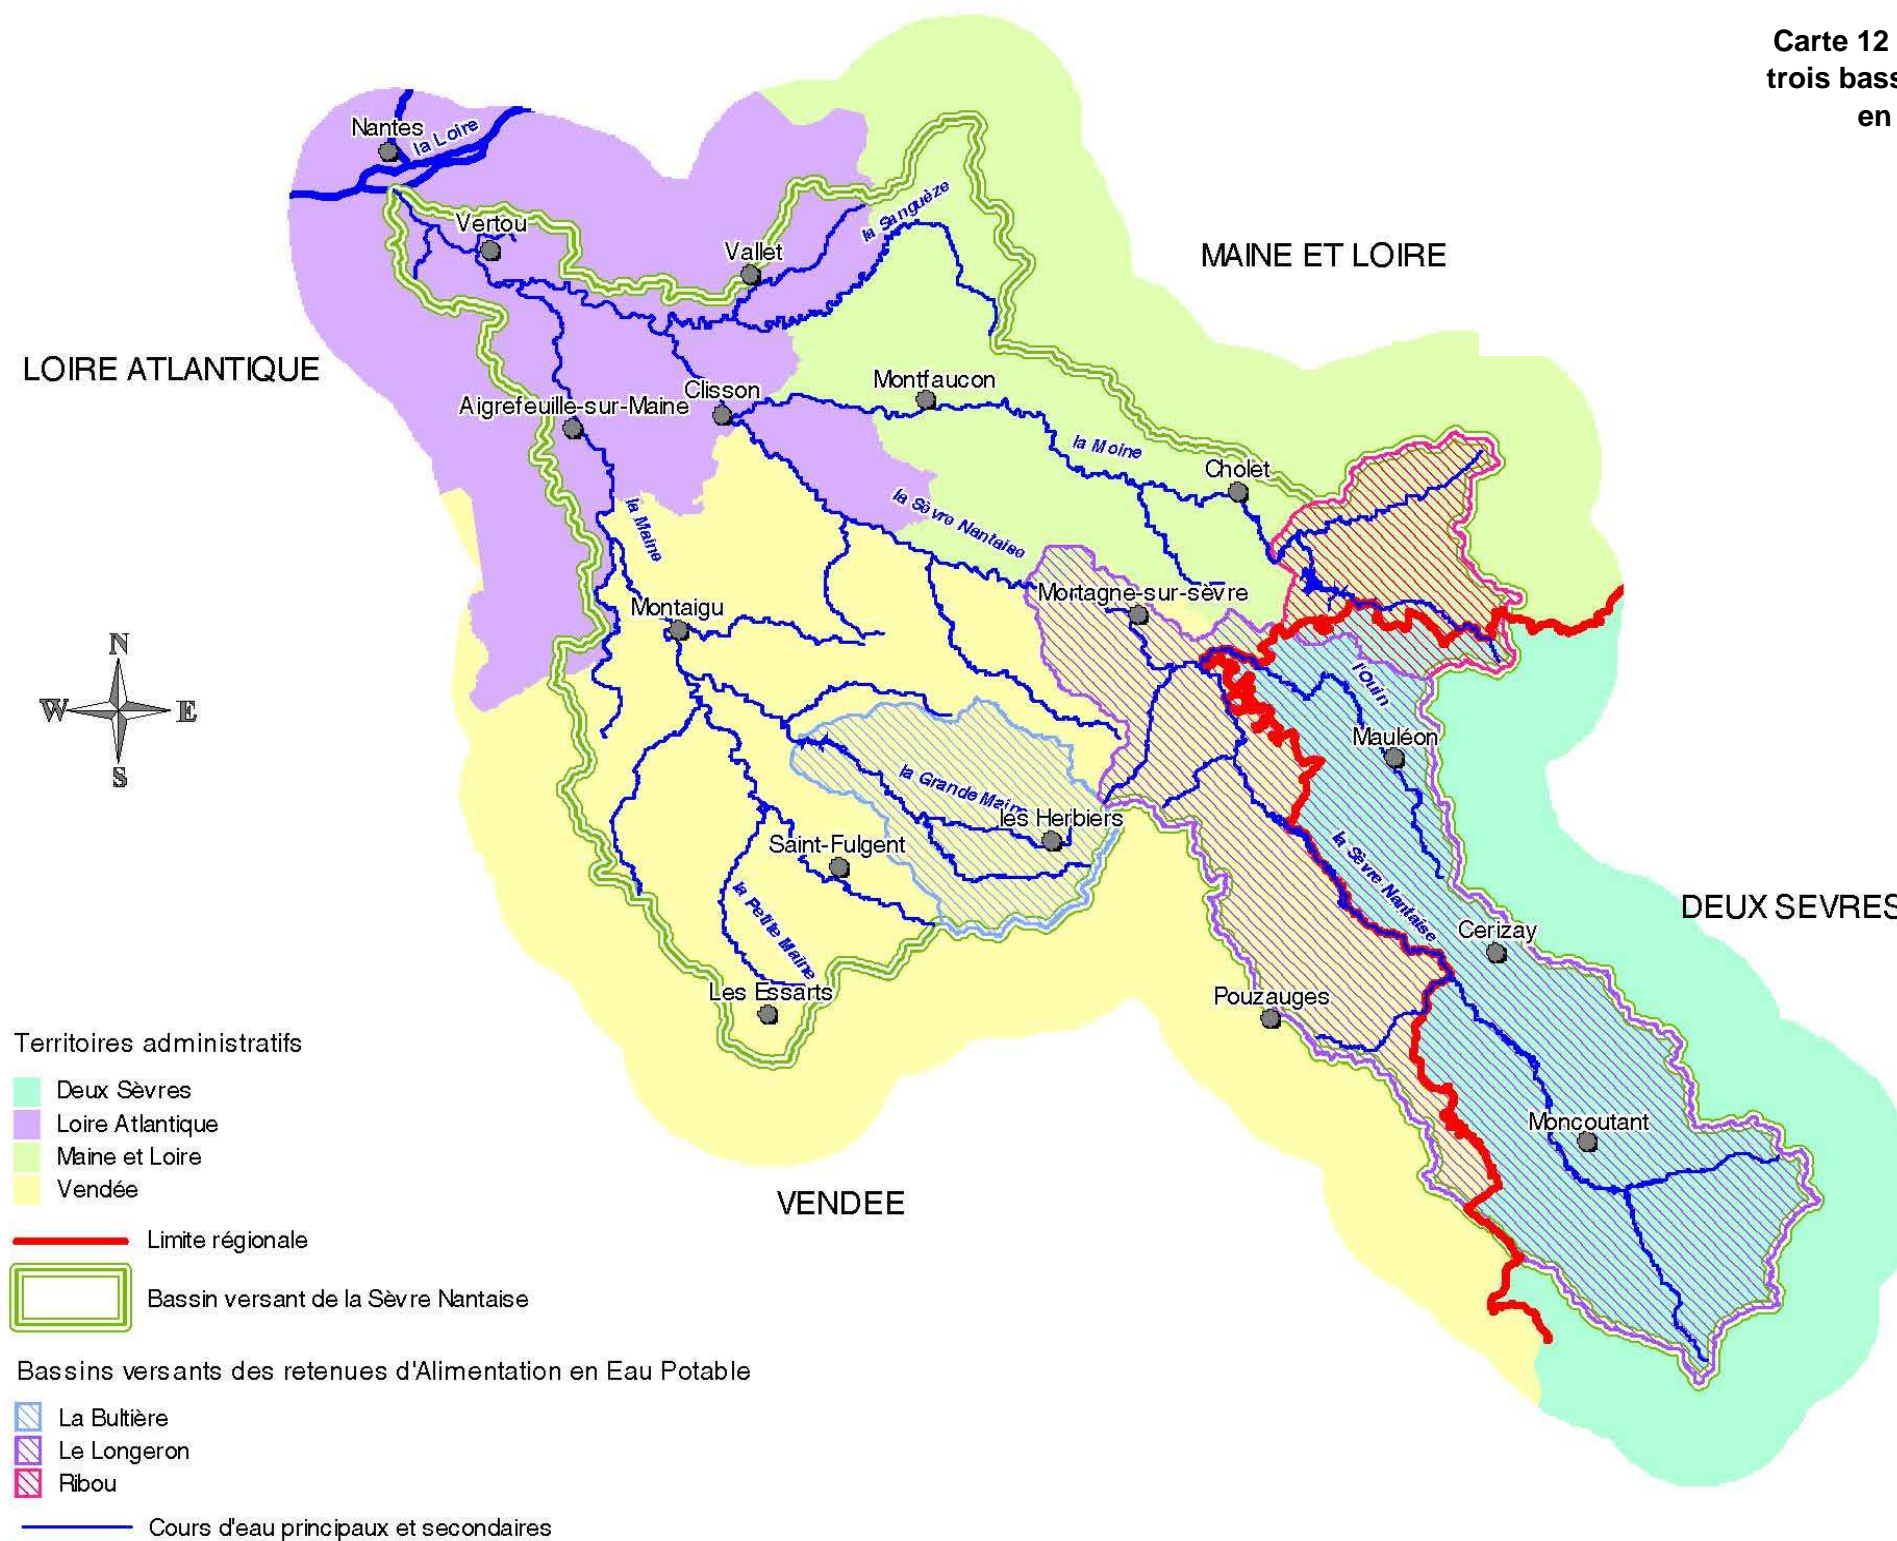 Carte 12
trois bass
en
Nantes
la Loire
Vertou
Vallet
la Sanguèze
MAINE ET LOIRE
LOIRE ATLANTIQUE
Aigrefeuille-sur-Maine
Clisson
Montfaucon
la Moine
Cholet
la Sèvre Nantaise
la Maine
Mortagne-sur-sèvre
Montaigu
l'Ouin
Mauléon
N
W
E
S
la Grande Maine
les Herbiers
Saint-Fulgent
la Petite Maine
Les Essarts
la Sèvre Nantaise
DEUX SEVRES
Cerizay
Pouzauges
Moncoutant
VENDEE
Territoires administratifs
Deux Sèvres
Loire Atlantique
Maine et Loire
Vendée
Limite régionale
Bassin versant de la Sèvre Nantaise
Bassins versants des retenues d'Alimentation en Eau Potable
La Bultière
Le Longeron
Ribou
Cours d'eau principaux et secondaires